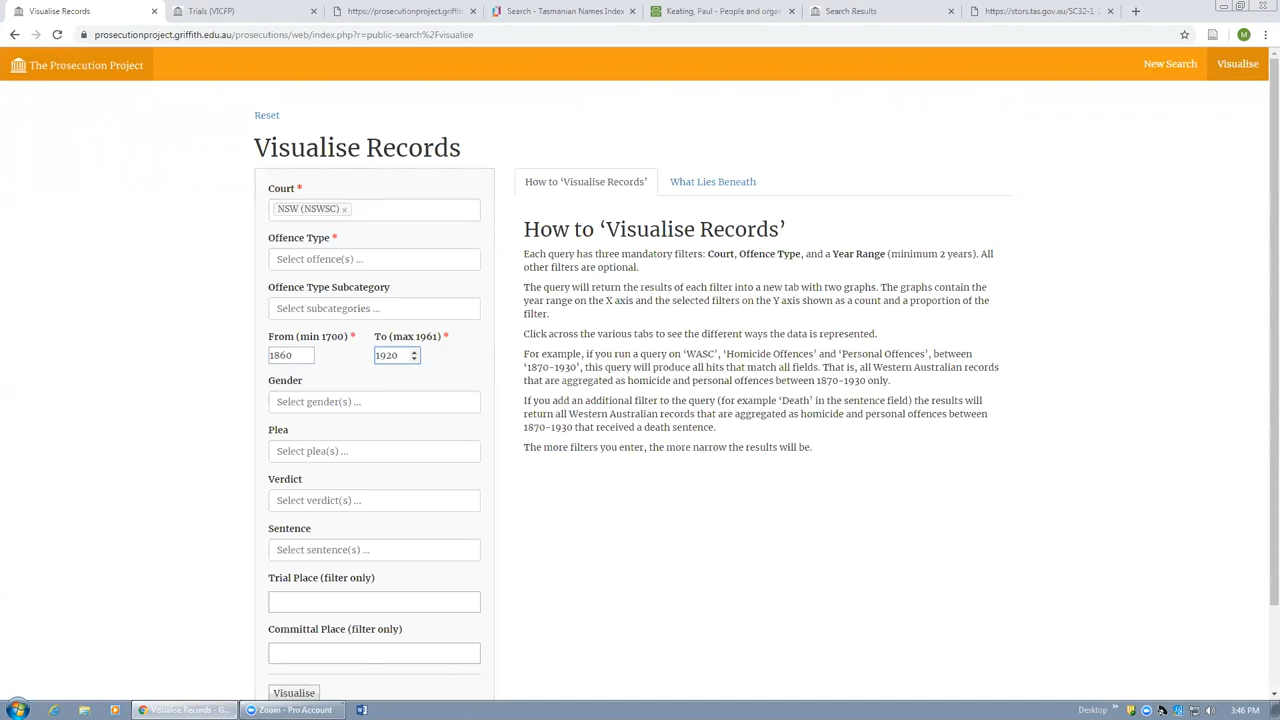 Visualise Records ×
Trials (VICFP) ×
https://prosecutionproject.griffith ×
Search - Tasmanian Names Index ×
Keating, Paul - People and organ ×
Search Results ×
https://stors.tas.gov.au/SC32-1- ×
prosecutionproject.griffith.edu.au/prosecutions/web/index.php?r=public-search%2Fvisualise
M
The Prosecution Project
New Search
Visualise
Reset
Visualise Records
Court *
NSW (NSWSC) ×
Offence Type *
Select offence(s) ...
Offence Type Subcategory
Select subcategories ...
From (min 1700) * To (max 1961) *
1860 1920
Gender
Select gender(s) ...
Plea
Select plea(s) ...
Verdict
Select verdict(s) ...
Sentence
Select sentence(s) ...
Trial Place (filter only)
Committal Place (filter only)
Visualise
How to ‘Visualise Records’ What Lies Beneath
How to ‘Visualise Records’
Each query has three mandatory filters: Court, Offence Type, and a Year Range (minimum 2 years). All
other filters are optional.
The query will return the results of each filter into a new tab with two graphs. The graphs contain the
year range on the X axis and the selected filters on the Y axis shown as a count and a proportion of the
filter.
Click across the various tabs to see the different ways the data is represented.
For example, if you run a query on ‘WASC’, ‘Homicide Offences’ and ‘Personal Offences’, between
‘1870-1930’, this query will produce all hits that match all fields. That is, all Western Australian records
that are aggregated as homicide and personal offences between 1870-1930 only.
If you add an additional filter to the query (for example ‘Death’ in the sentence field) the results will
return all Western Australian records that are aggregated as homicide and personal offences between
1870-1930 that received a death sentence.
The more filters you enter, the more narrow the results will be.
Visualise Records - G...
Zoom - Pro Account
Desktop
3:46 PM